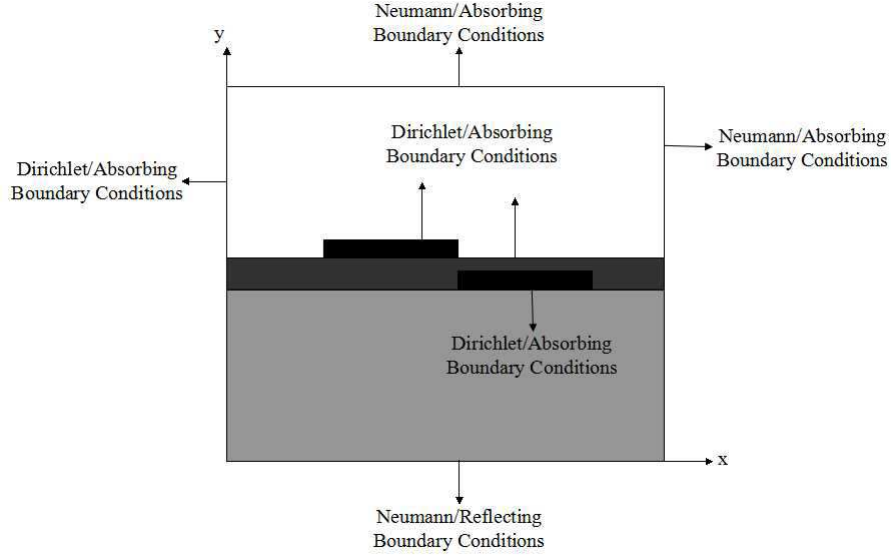 Neumann/Absorbing
Boundary Conditions
y
Dirichlet/Absorbing
Boundary Conditions
Neumann/Absorbing
Boundary Conditions
Dirichlet/Absorbing
Boundary Conditions
Dirichlet/Absorbing
Boundary Conditions
x
Neumann/Reflecting
Boundary Conditions